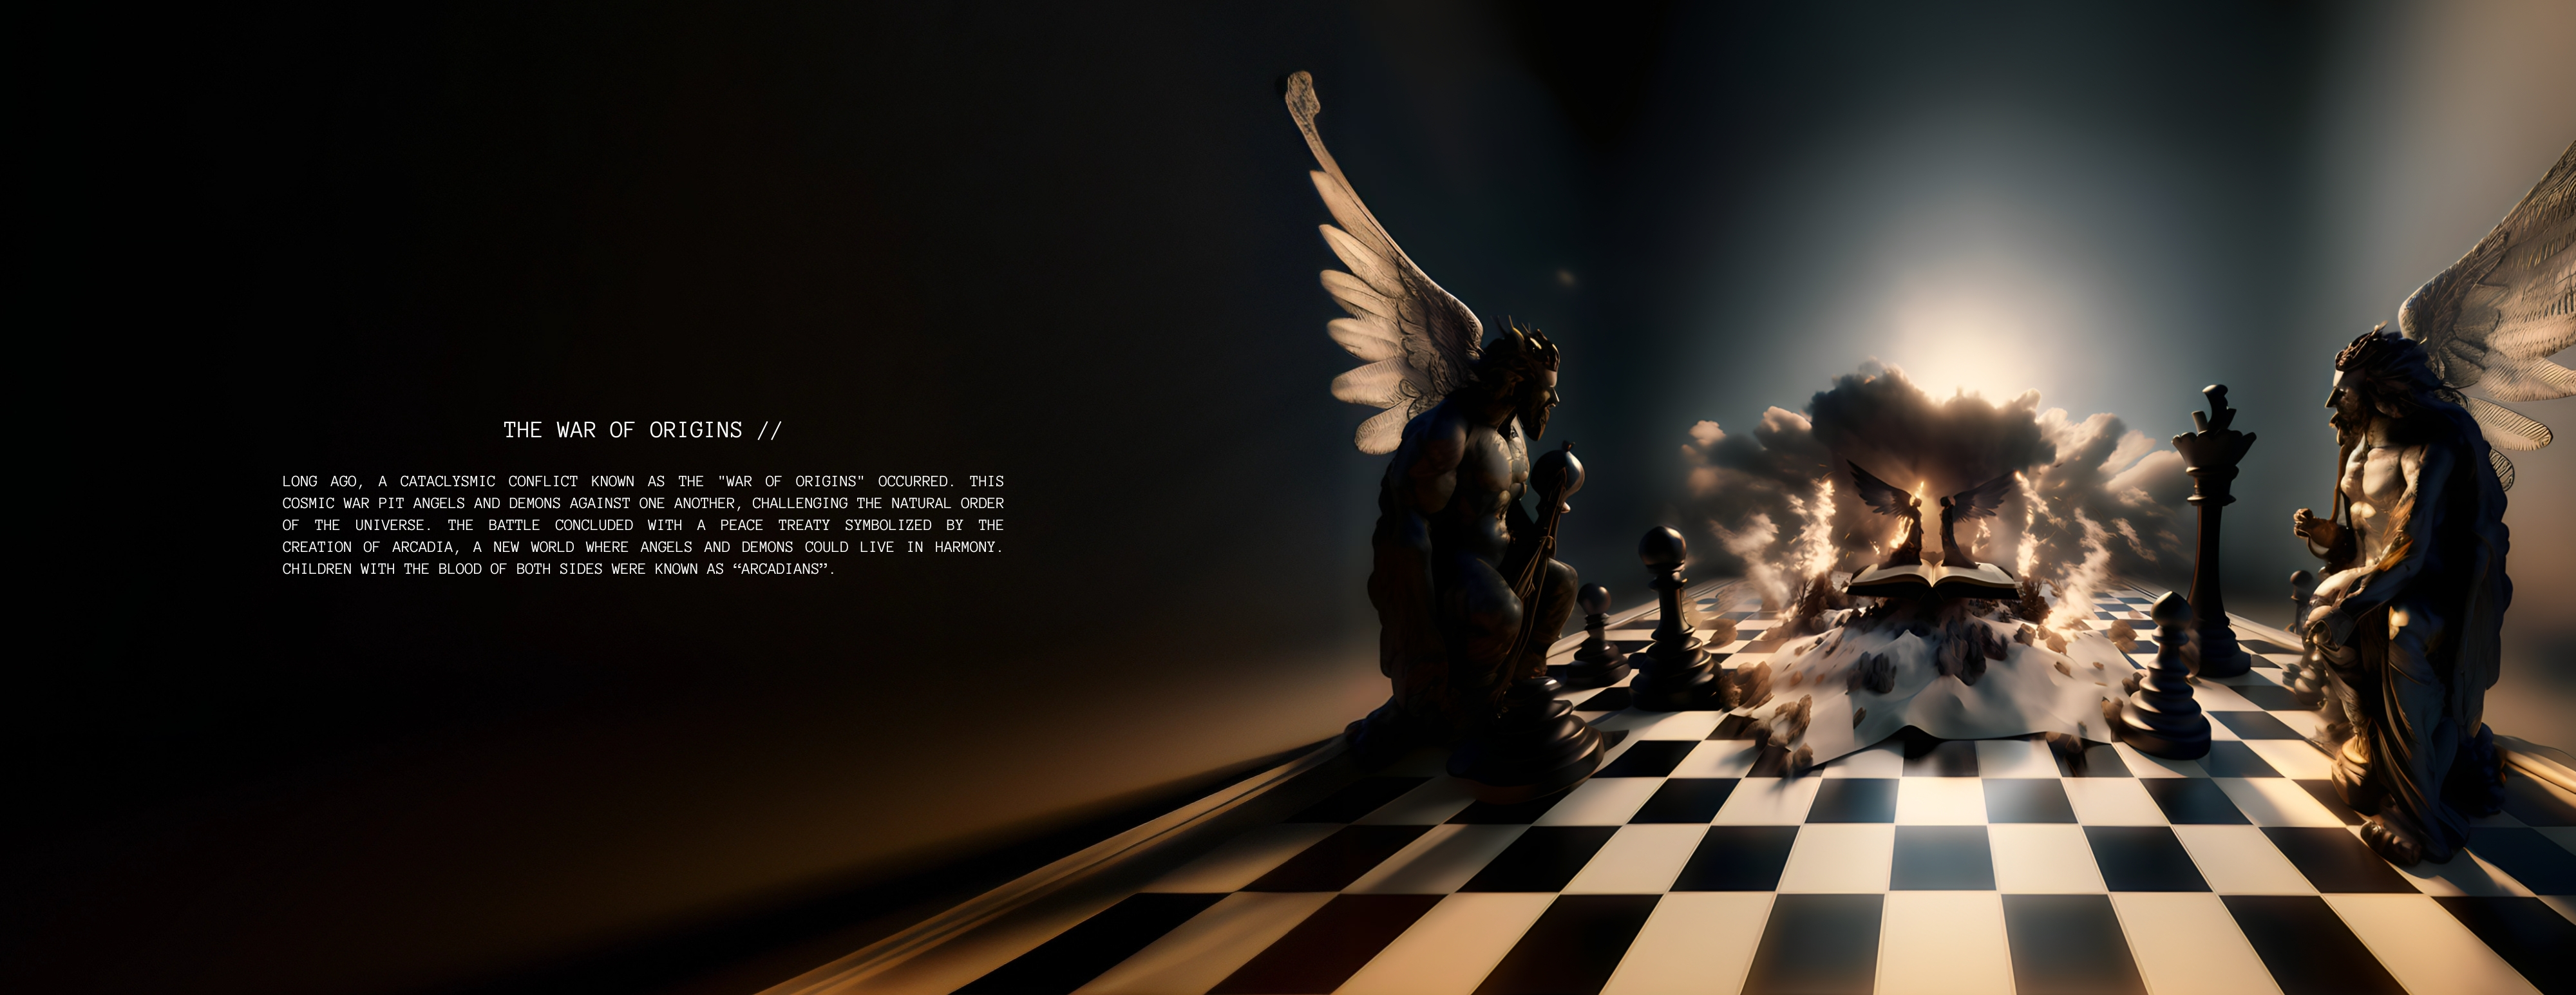 THE WAR OF ORIGINS //
LONG AGO, A CATACLYSMIC CONFLICT KNOWN AS THE "WAR OF ORIGINS" OCCURRED. THIS
COSMIC WAR PIT ANGELS AND DEMONS AGAINST ONE ANOTHER, CHALLENGING THE NATURAL ORDER
OF THE UNIVERSE. THE BATTLE CONCLUDED WITH A PEACE TREATY SYMBOLIZED BY THE
CREATION OF ARCADIA, A NEW WORLD WHERE ANGELS AND DEMONS COULD LIVE IN HARMONY.
CHILDREN WITH THE BLOOD OF BOTH SIDES WERE KNOWN AS “ARCADIANS”.